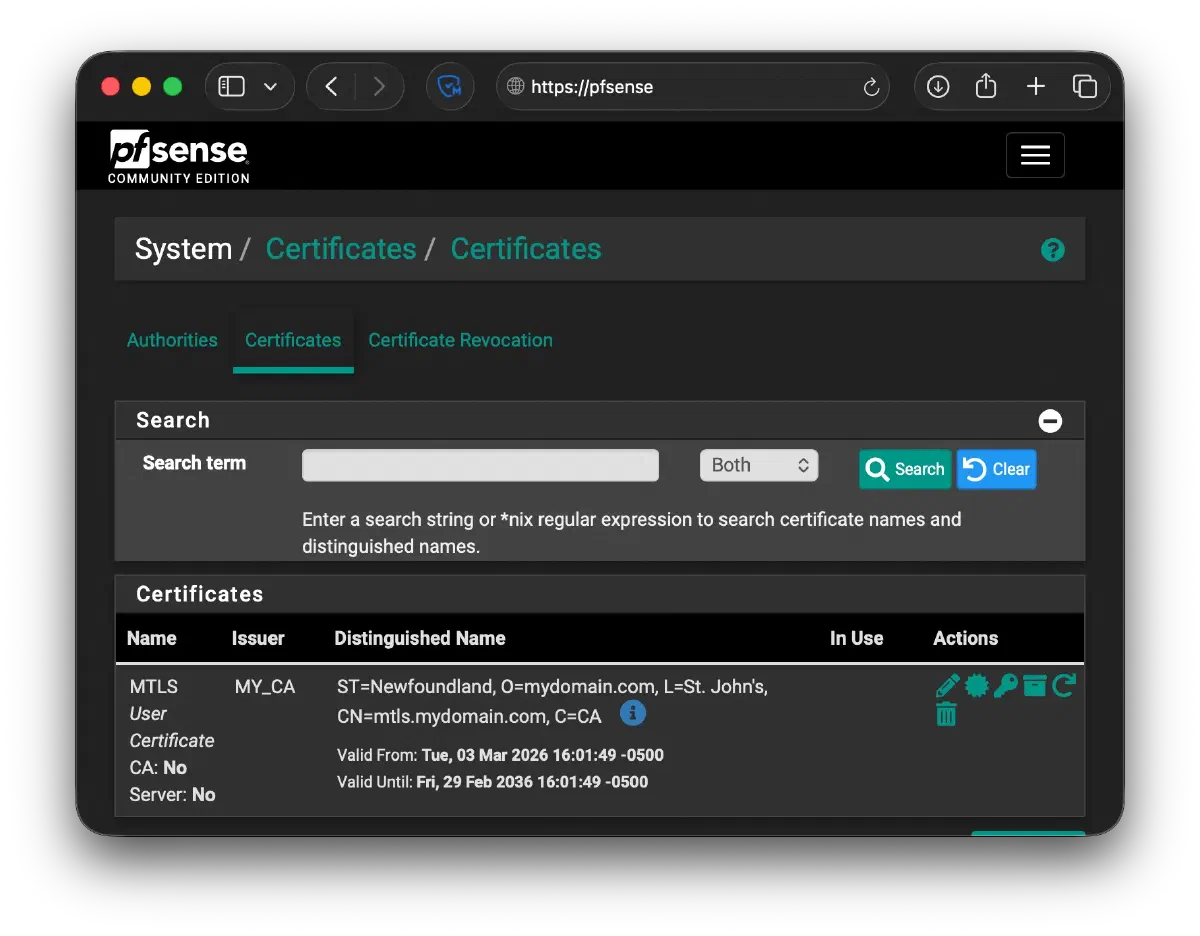 https://pfsense
pfsense
COMMUNITY EDITION
System / Certificates / Certificates
?
Authorities Certificates Certificate Revocation
Search
Search term Both Search Clear
Enter a search string or *nix regular expression to search certificate names and
distinguished names.
Certificates
Name Issuer Distinguished Name In Use Actions
MTLS MY_CA ST=Newfoundland, O=mydomain.com, L=St. John's,
User CN=mtls.mydomain.com, C=CA
Certificate Valid From: Tue, 03 Mar 2026 16:01:49 -0500
CA: No Valid Until: Fri, 29 Feb 2036 16:01:49 -0500
Server: No